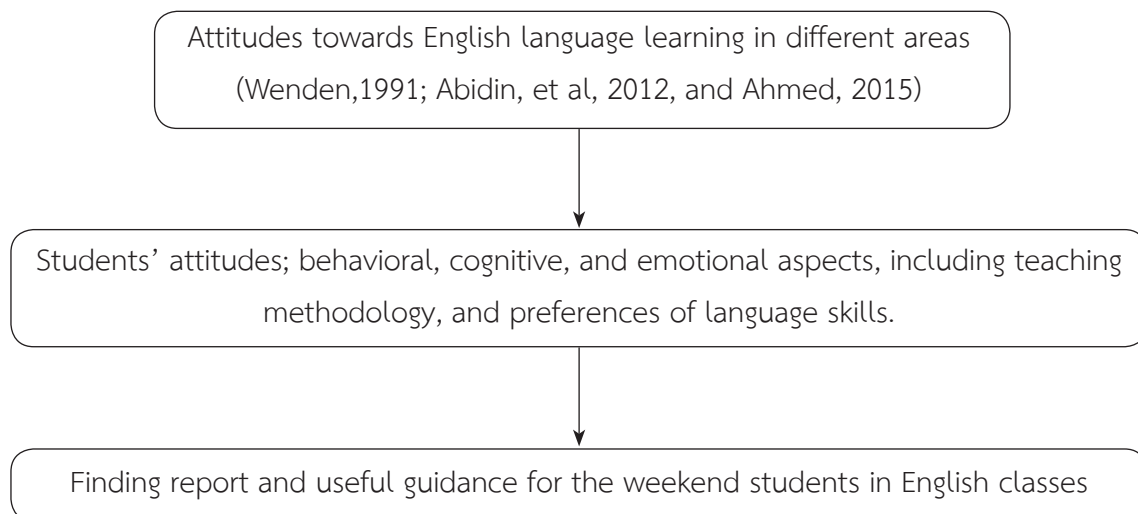 Attitudes towards English language learning in different areas
(Wenden,1991; Abidin, et al, 2012, and Ahmed, 2015)
Students’ attitudes; behavioral, cognitive, and emotional aspects, including teaching
methodology, and preferences of language skills.
Finding report and useful guidance for the weekend students in English classes